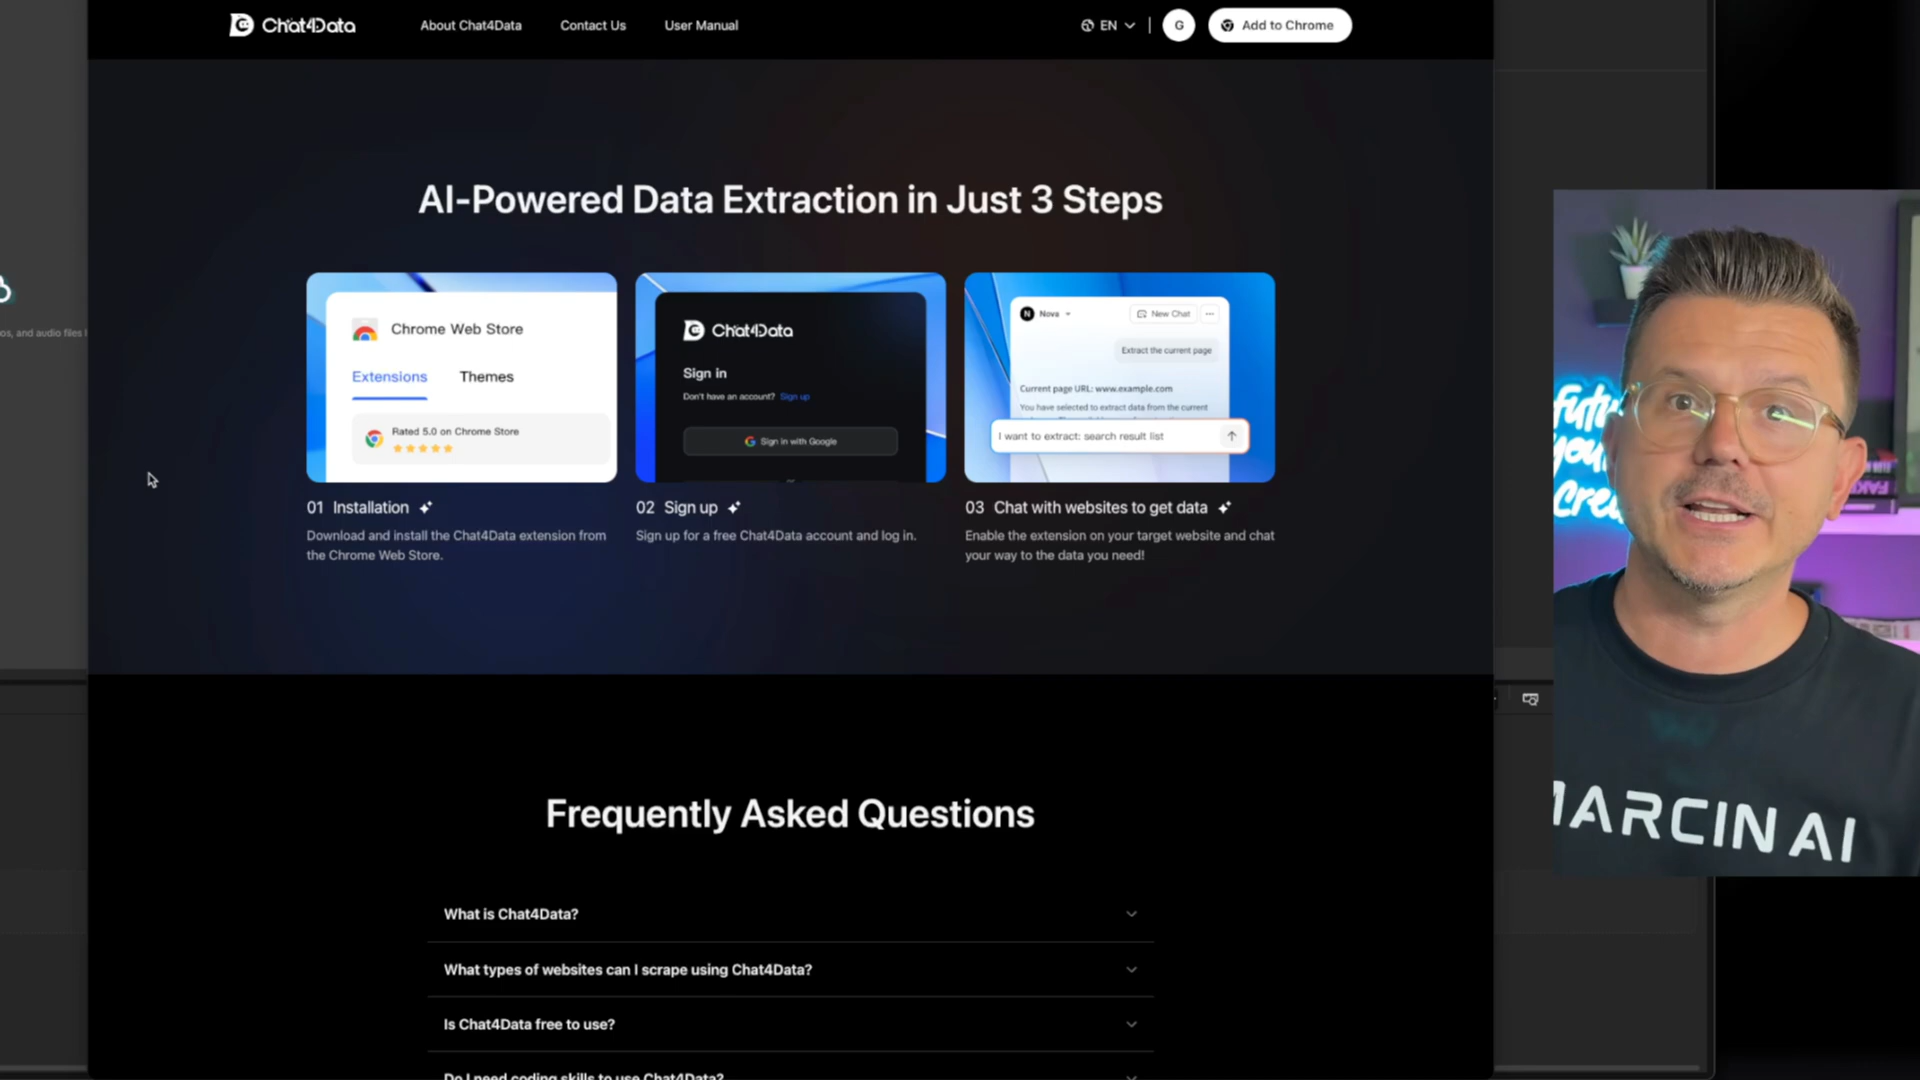 Chat4Data
About Chat4Data
Contact Us
User Manual
EN
G
Add to Chrome
AI-Powered Data Extraction in Just 3 Steps
Chrome Web Store
Extensions
Themes
Rated 5.0 on Chrome Store
Chat4Data
Sign in
Don't have an account? Sign up
Sign in with Google
N
Nova
New Chat
Extract the current page
Current page URL: www.example.com
You have selected to extract data from the current
I want to extract: search result list
01 Installation
Download and install the Chat4Data extension from
the Chrome Web Store.
02 Sign up
Sign up for a free Chat4Data account and log in.
03 Chat with websites to get data
Enable the extension on your target website and chat
your way to the data you need!
os, and audio files
Frequently Asked Questions
What is Chat4Data?
What types of websites can I scrape using Chat4Data?
Is Chat4Data free to use?
Do I need coding skills to use Chat4Data?
MARCIN AI